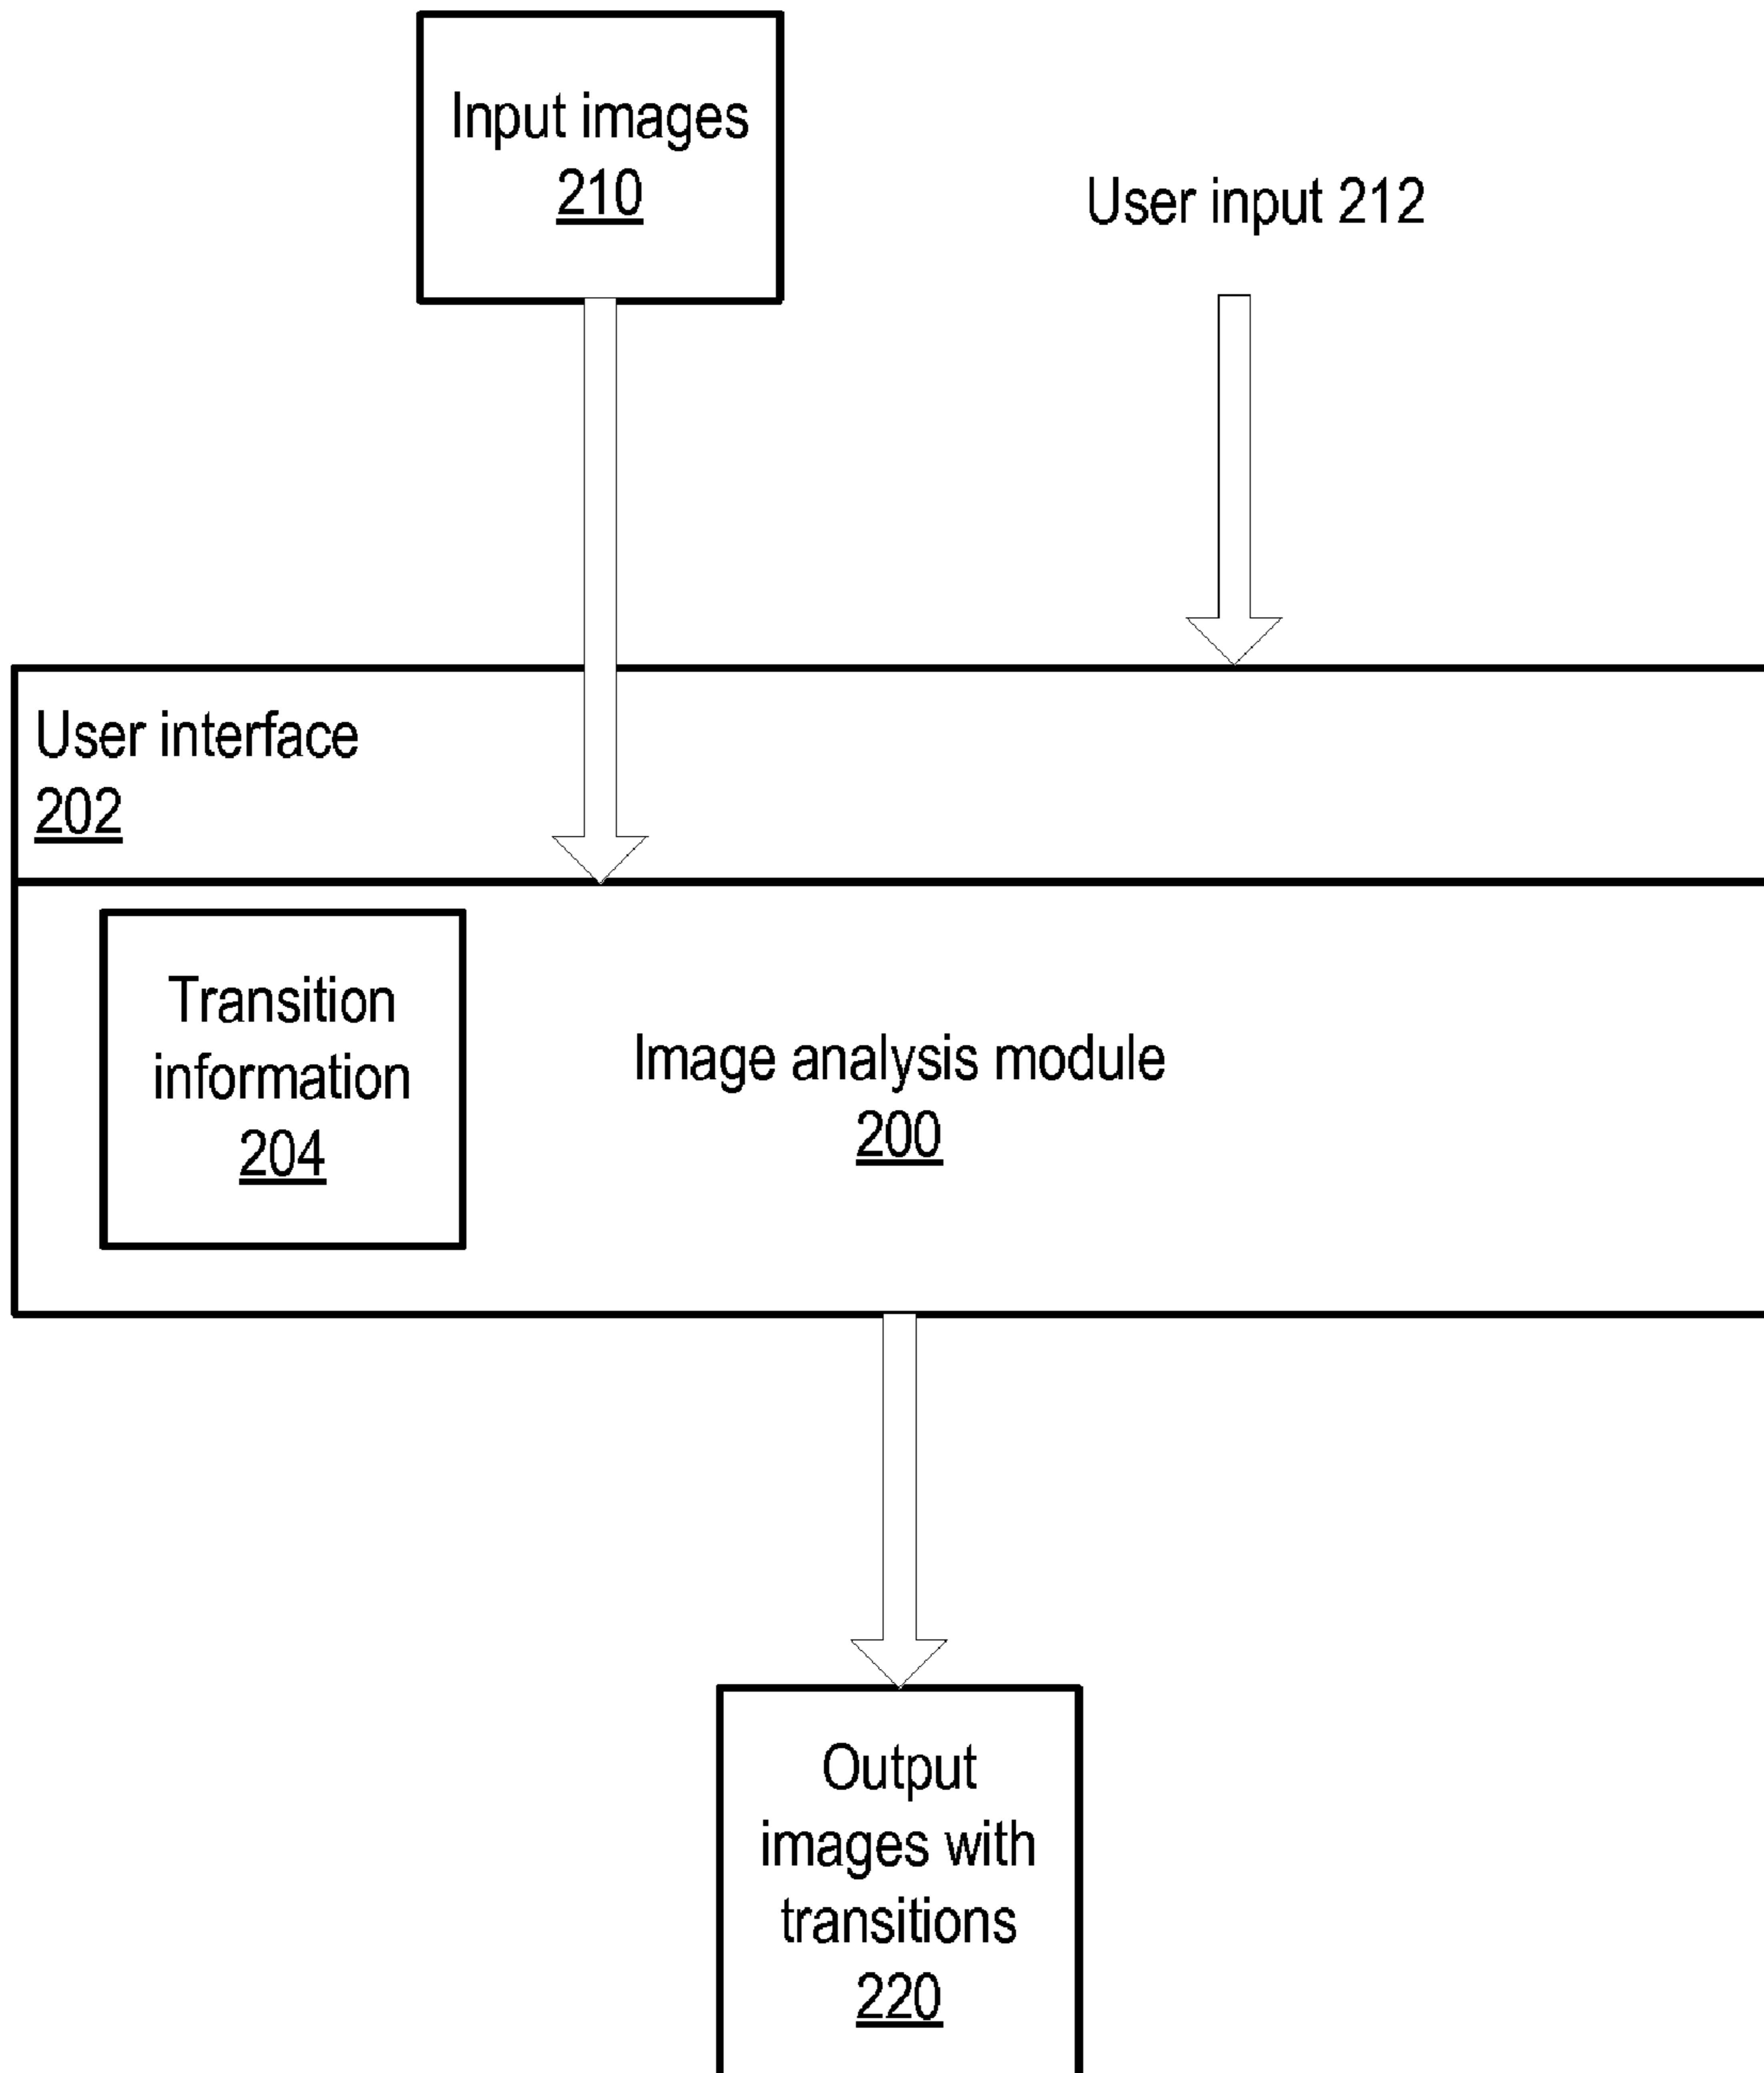 Input images
210
User input 212
User interface
202
Transition
information
204
Image analysis module
200
Output
images with
transitions
220